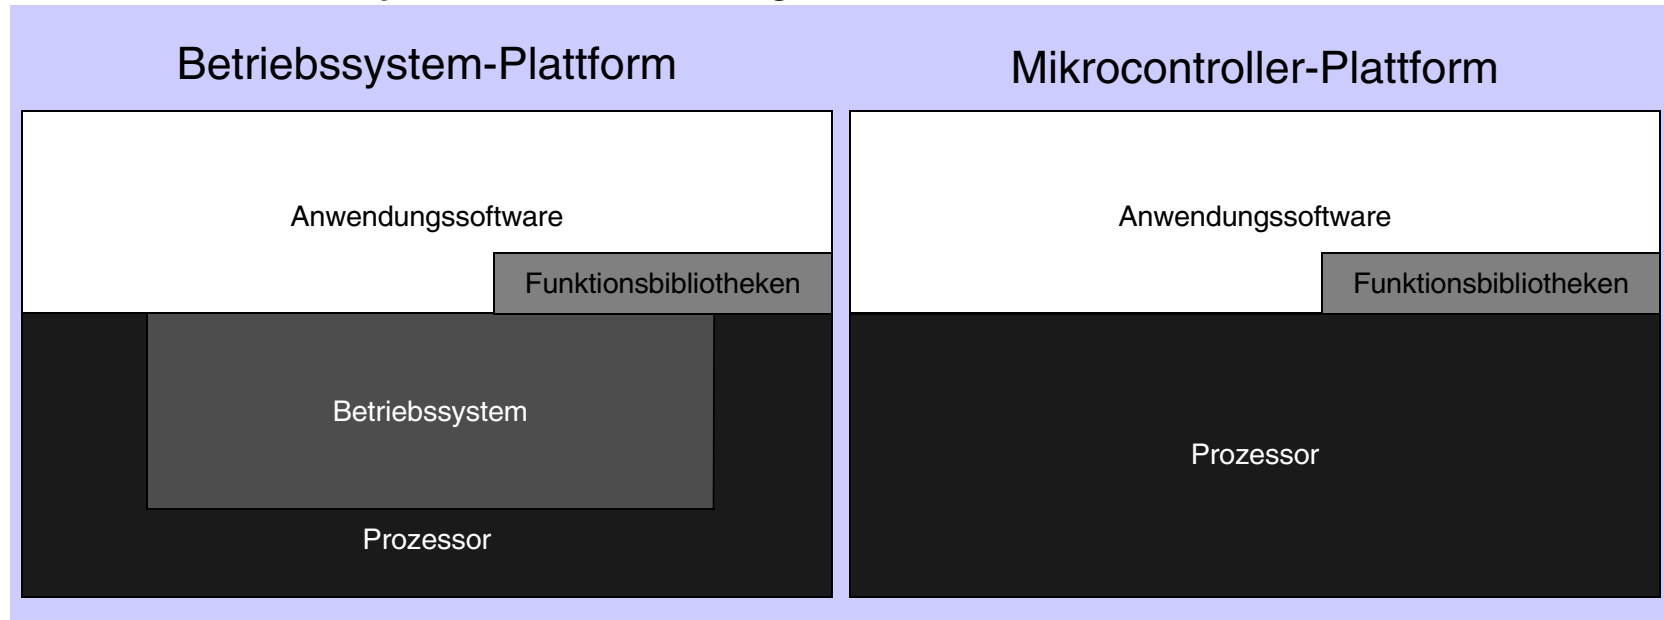 Betriebssystem-Plattform
Mikrocontroller-Plattform
Anwendungssoftware
Funktionsbibliotheken
Betriebssystem
Prozessor
Anwendungssoftware
Funktionsbibliotheken
Prozessor